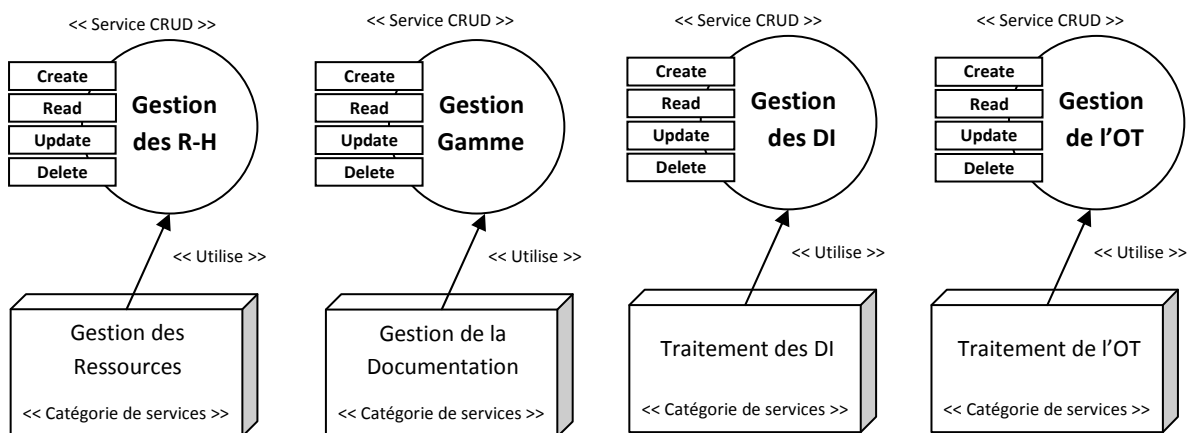 << Service CRUD >>
Create
Read
Update
Delete
Gestion
des R-H
<< Utilise >>
Gestion des
Ressources
<< Catégorie de services >>
<< Service CRUD >>
Create
Read
Update
Delete
Gestion
Gamme
<< Utilise >>
Gestion de la
Documentation
<< Catégorie de services >>
<< Service CRUD >>
Create
Read
Update
Delete
Gestion
des DI
<< Utilise >>
Traitement des DI
<< Catégorie de services >>
<< Service CRUD >>
Create
Read
Update
Delete
Gestion
de l’OT
<< Utilise >>
Traitement de l’OT
<< Catégorie de services >>